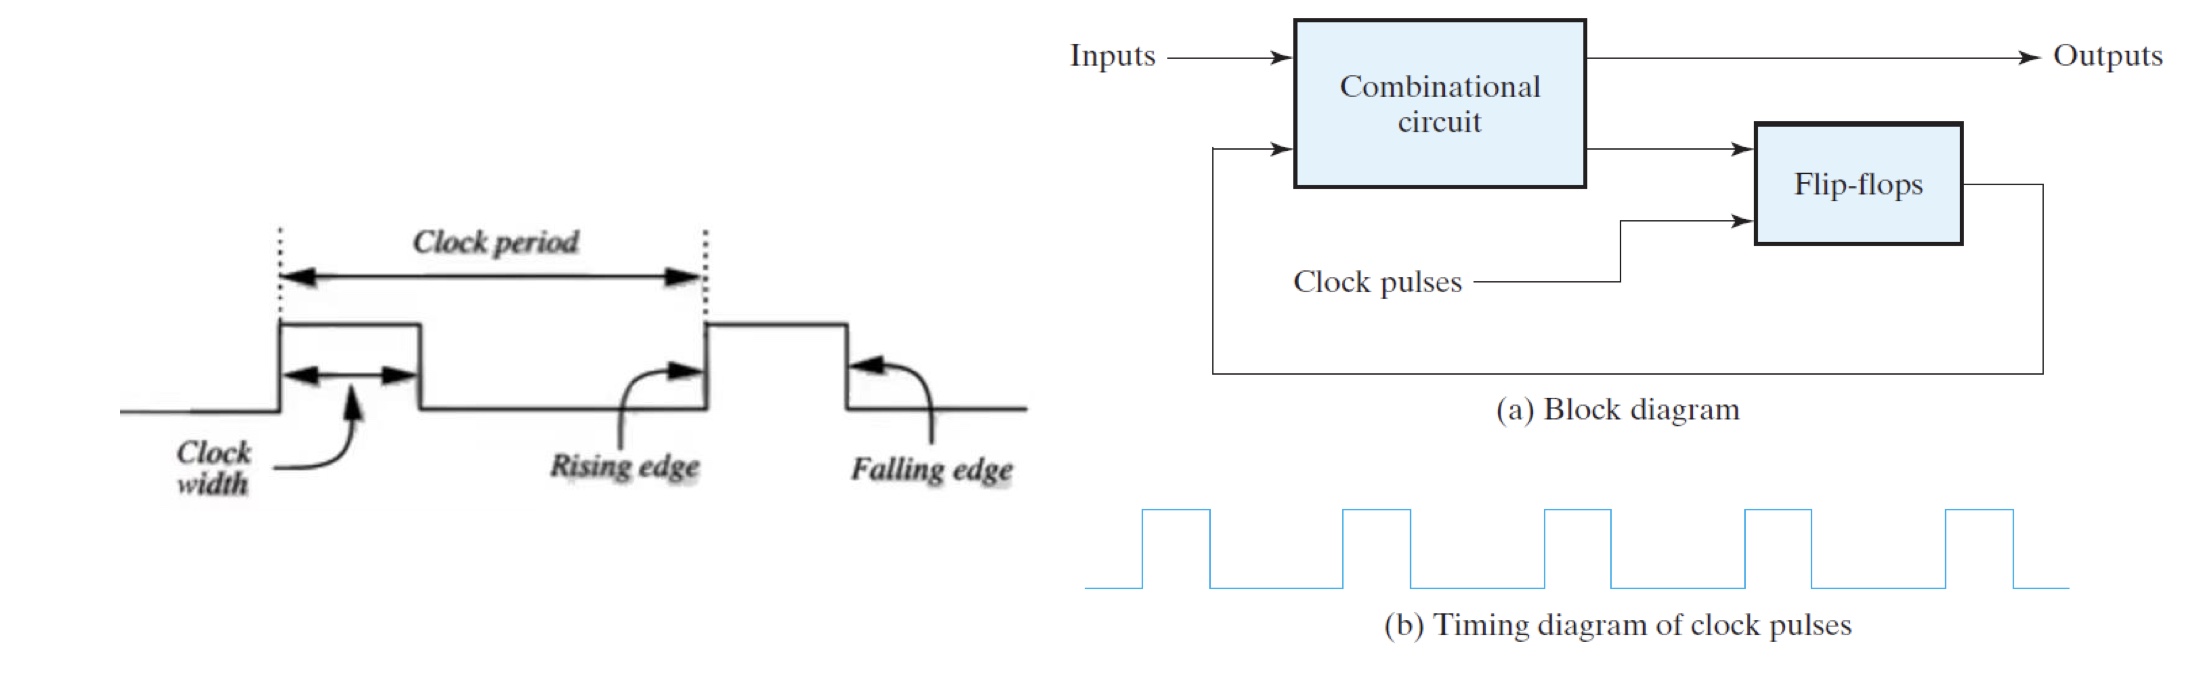 Clock period
Clock
width
Rising edge
Falling edge
Inputs
Combinational
circuit
Outputs
Flip-flops
Clock pulses
(a) Block diagram
(b) Timing diagram of clock pulses